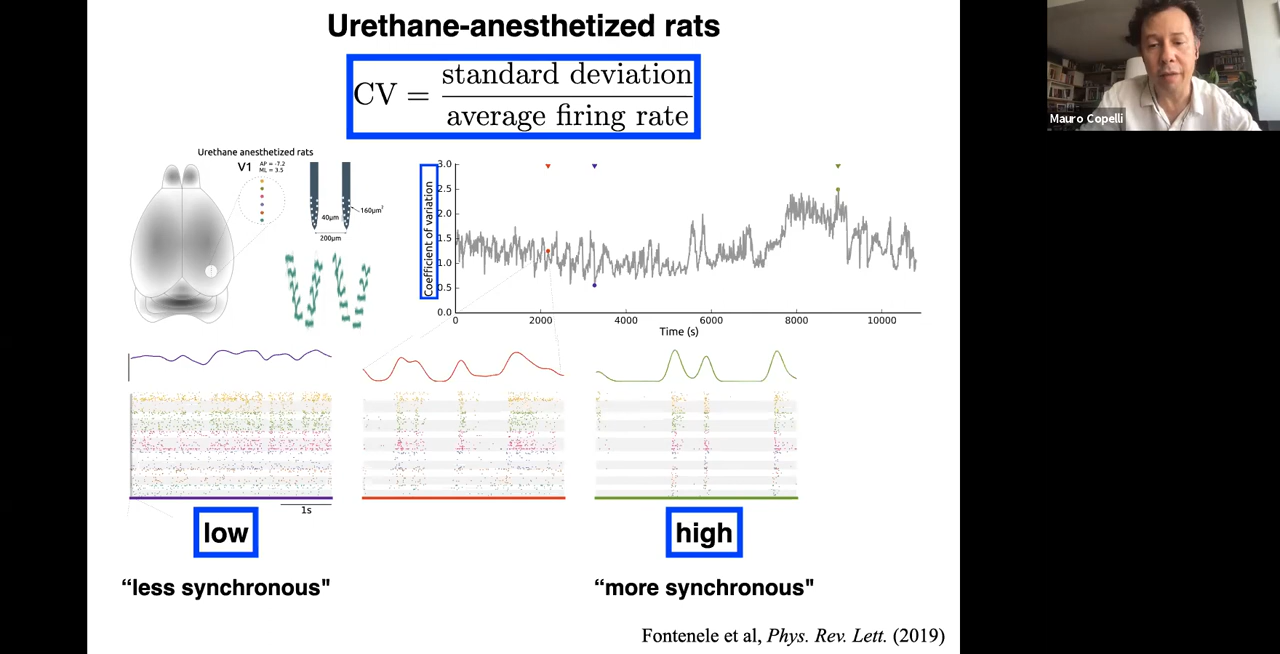 Urethane-anesthetized rats
CV = standard deviation
average firing rate
Mauro Copelli
Urethane anesthetized rats
V1
AP = -7.2
ML = 3.5
40μm
160μm²
200μm
Coefficient of variation
3.0
2.5
2.0
1.5
1.0
0.5
0.0
0 2000 4000 6000 8000 10000
Time (s)
1s
low
high
“less synchronous"
“more synchronous"
Fontenele et al, Phys. Rev. Lett. (2019)